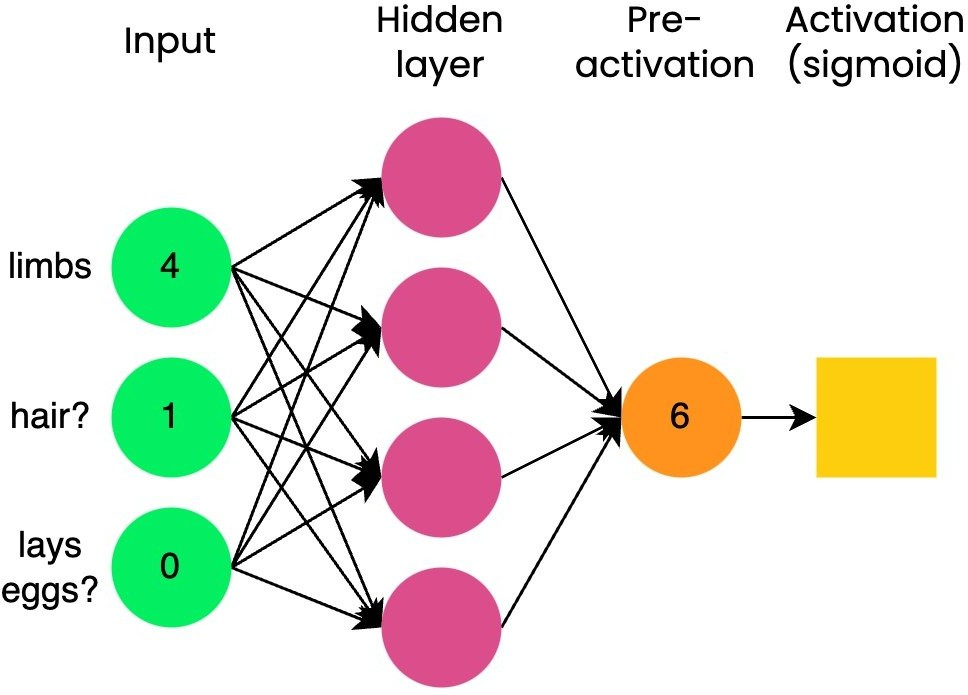 Input
Hidden
layer
Pre-
activation
Activation
(sigmoid)
limbs
4
hair?
1
lays
eggs?
0
6